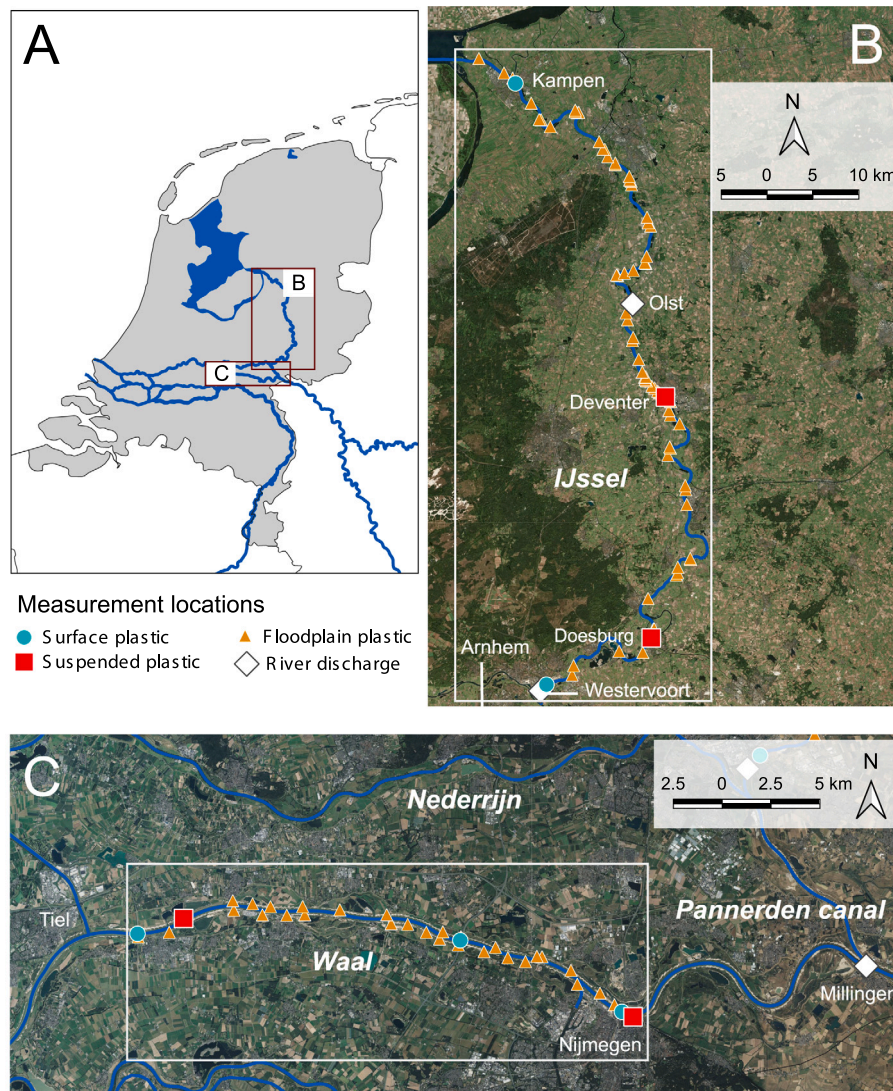 A
B
C
Measurement locations
Surface plastic
Floodplain plastic
Suspended plastic
River discharge
B
Kampen
N
5 0 5 10 km
Olst
Deventer
IJssel
Doesburg
Arnhem
Westervoort
C
N
2.5 0 2.5 5 km
Nederrijn
Pannerden canal
Tiel
Waal
Millingen
Nijmegen